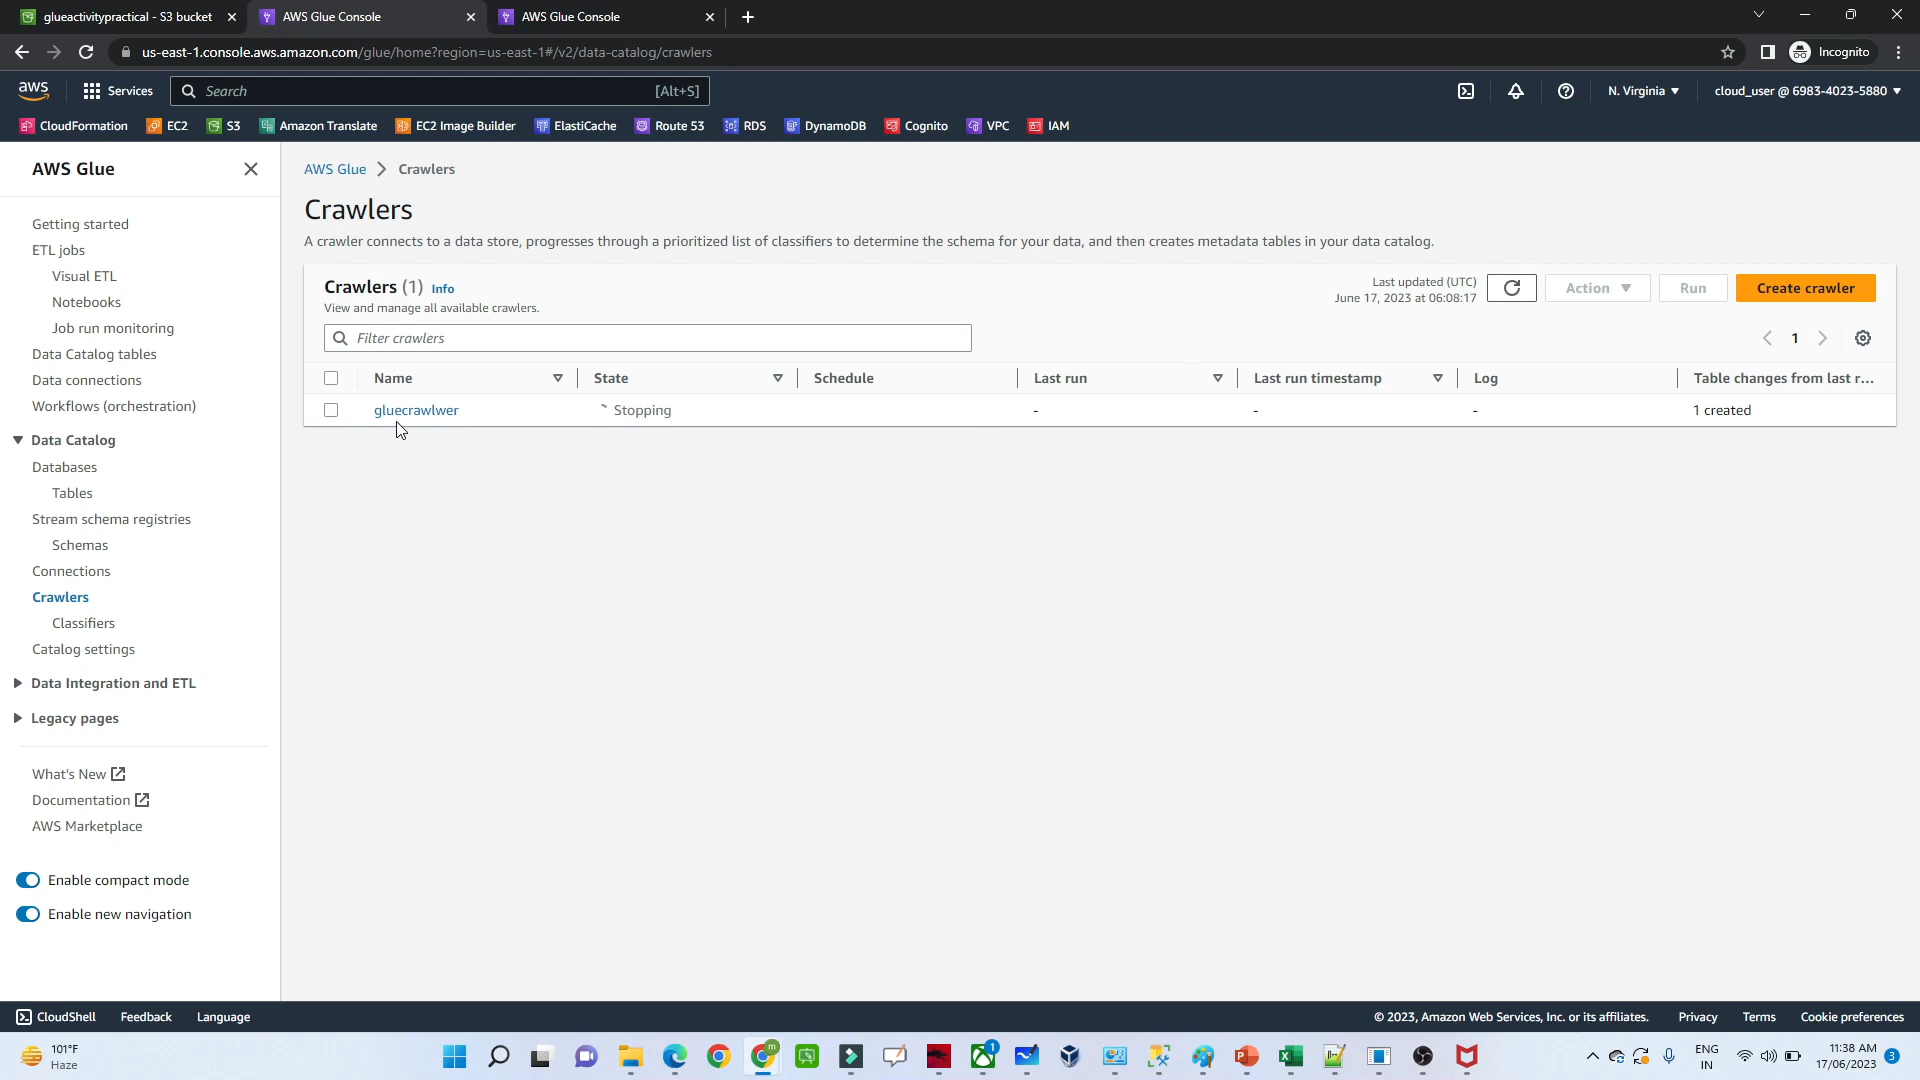 glueactivitypractical - S3 bucket
AWS Glue Console
AWS Glue Console
us-east-1.console.aws.amazon.com/glue/home?region=us-east-1#/v2/data-catalog/crawlers
Incognito
aws
Services
Search
[Alt+S]
N. Virginia
cloud_user @ 6983-4023-5880
CloudFormation
EC2
S3
Amazon Translate
EC2 Image Builder
ElastiCache
Route 53
RDS
DynamoDB
Cognito
VPC
IAM
AWS Glue
Getting started
ETL jobs
Visual ETL
Notebooks
Job run monitoring
Data Catalog tables
Data connections
Workflows (orchestration)
Data Catalog
Databases
Tables
Stream schema registries
Schemas
Connections
Crawlers
Classifiers
Catalog settings
Data Integration and ETL
Legacy pages
What's New
Documentation
AWS Marketplace
Enable compact mode
Enable new navigation
AWS Glue
Crawlers
Crawlers
A crawler connects to a data store, progresses through a prioritized list of classifiers to determine the schema for your data, and then creates metadata tables in your data catalog.
Crawlers (1) Info
View and manage all available crawlers.
Last updated (UTC)
June 17, 2023 at 06:08:17
Action
Run
Create crawler
Filter crawlers
1
Name
State
Schedule
Last run
Last run timestamp
Log
Table changes from last r...
gluecrawlwer
Stopping
-
-
-
1 created
CloudShell
Feedback
Language
© 2023, Amazon Web Services, Inc. or its affiliates.
Privacy
Terms
Cookie preferences
101°F
Haze
m
1
ENG
IN
11:38 AM
17/06/2023
3